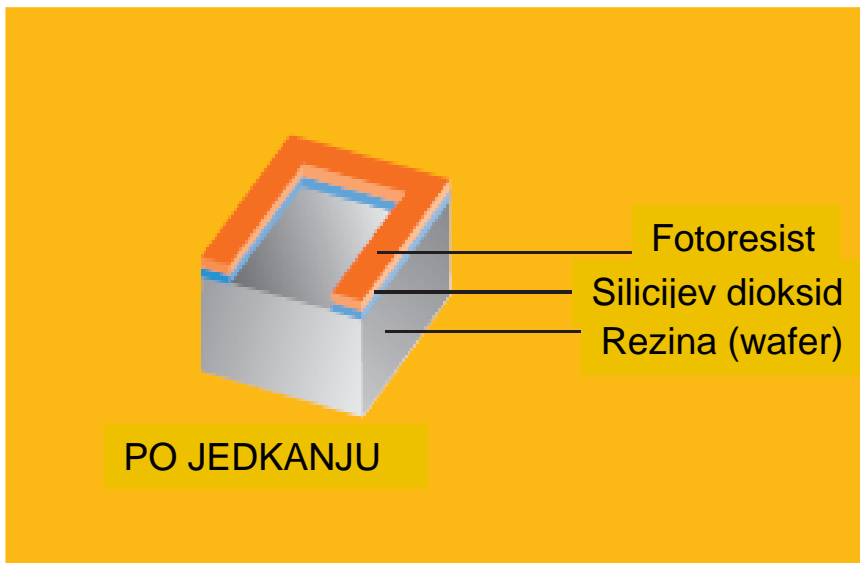 Fotoresist
Silicijev dioksid
Rezina (wafer)
PO JEDKANJU